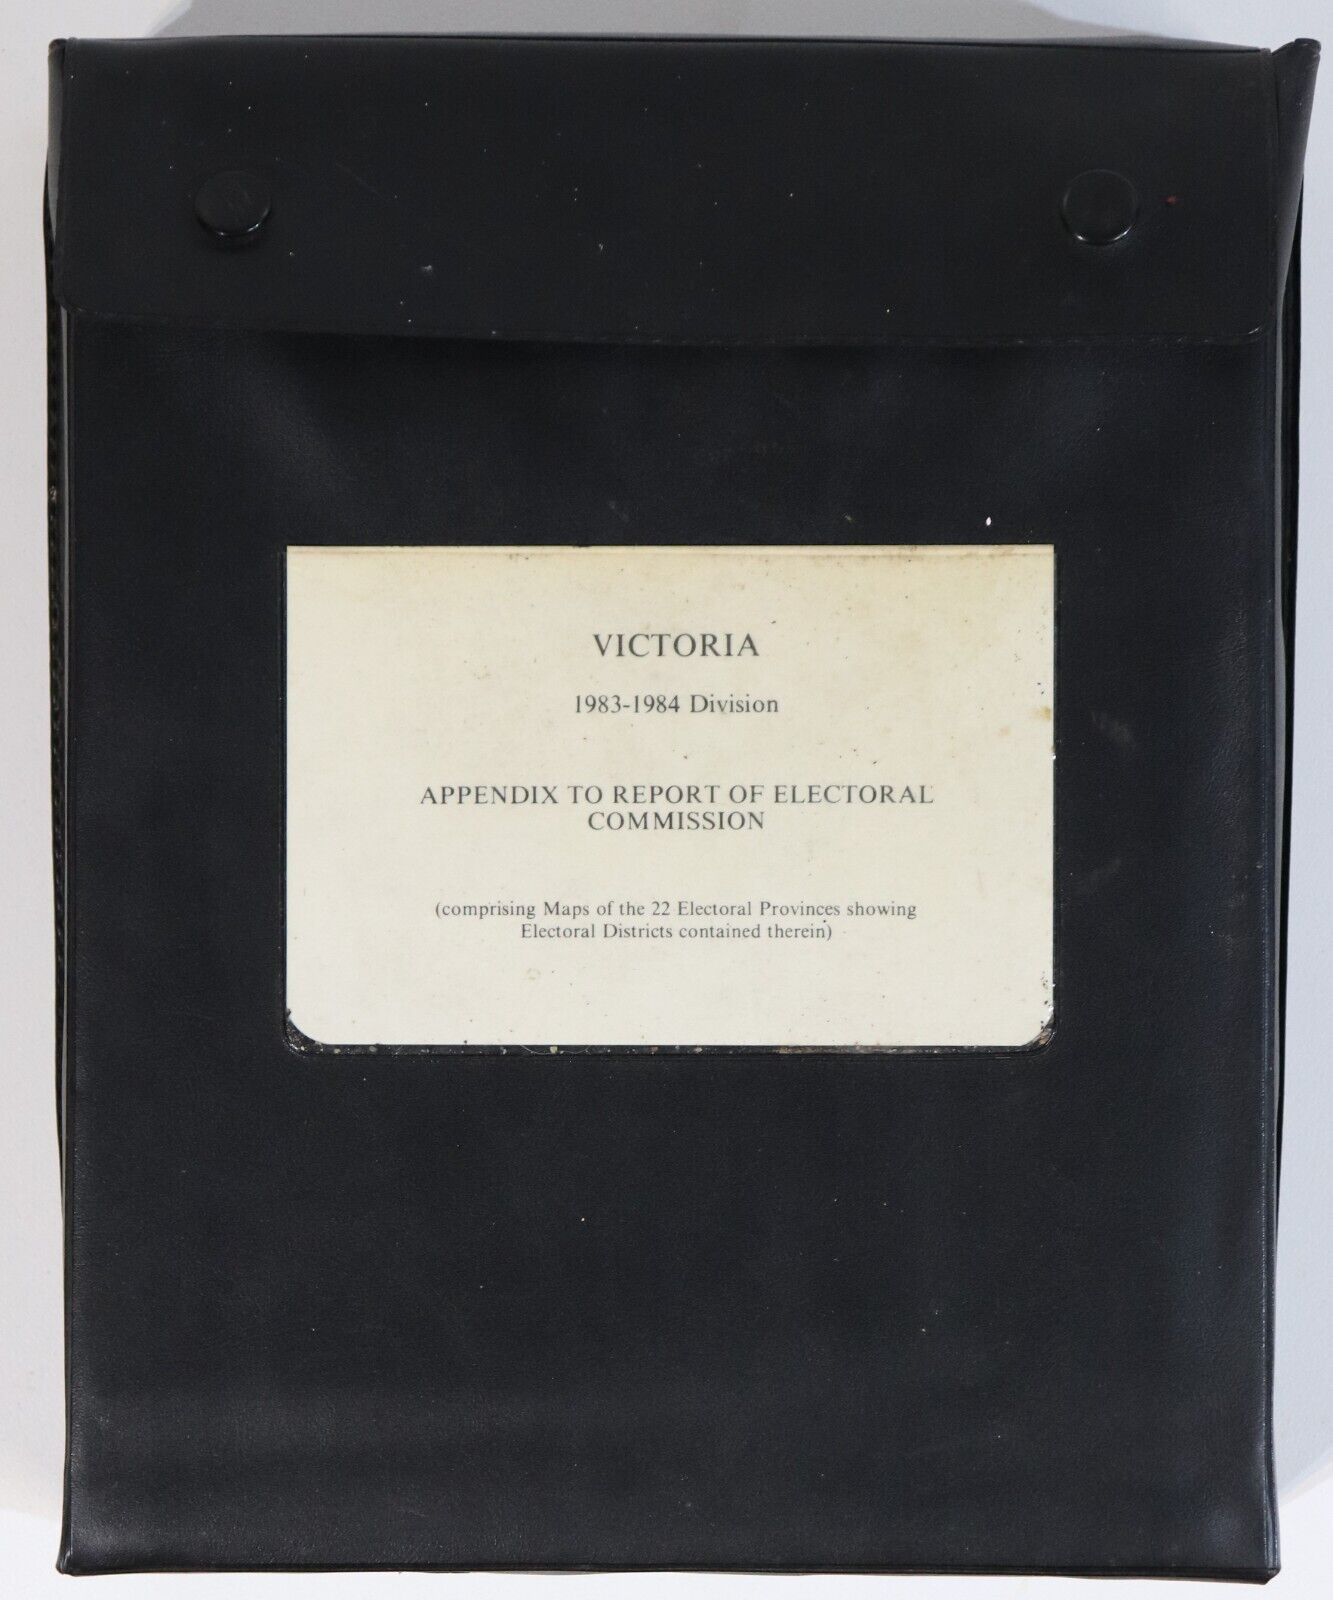 VICTORIA
1983-1984 Division
APPENDIX TO REPORT OF ELECTORAL
COMMISSION
(comprising Maps of the 22 Electoral Provinces showing
Electoral Districts contained therein)